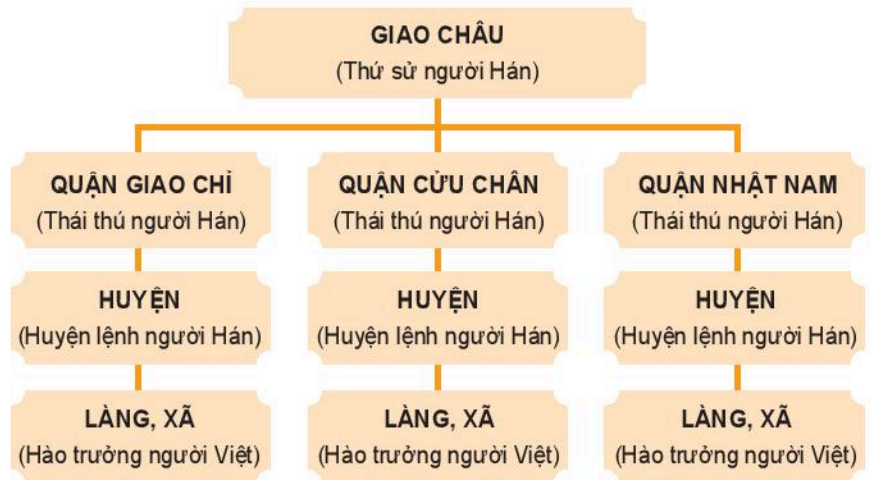 GIAO CHÂU
(Thứ sử người Hán)
QUẬN GIAO CHỈ
(Thái thú người Hán)
QUẬN CỬU CHÂN
(Thái thú người Hán)
QUẬN NHẬT NAM
(Thái thú người Hán)
HUYỆN
(Huyện lệnh người Hán)
HUYỆN
(Huyện lệnh người Hán)
HUYỆN
(Huyện lệnh người Hán)
LÀNG, XÃ
(Hào trưởng người Việt)
LÀNG, XÃ
(Hào trưởng người Việt)
LÀNG, XÃ
(Hào trưởng người Việt)